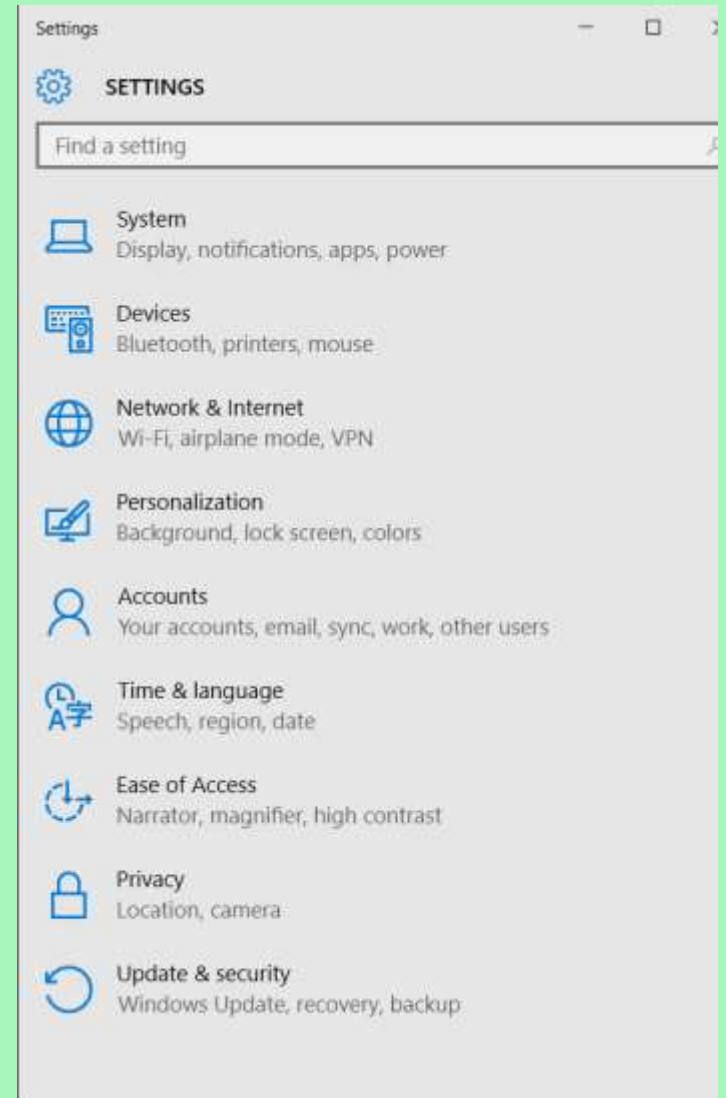 Settings
SETTINGS
Find a setting
System
Display, notifications, apps, power
Devices
Bluetooth, printers, mouse
Network & Internet
Wi-Fi, airplane mode, VPN
Personalization
Background, lock screen, colors
Accounts
Your accounts, email, sync, work, other users
A字
Time & language
Speech, region, date
Ease of Access
Narrator, magnifier, high contrast
Privacy
Location, camera
Update & security
Windows Update, recovery, backup